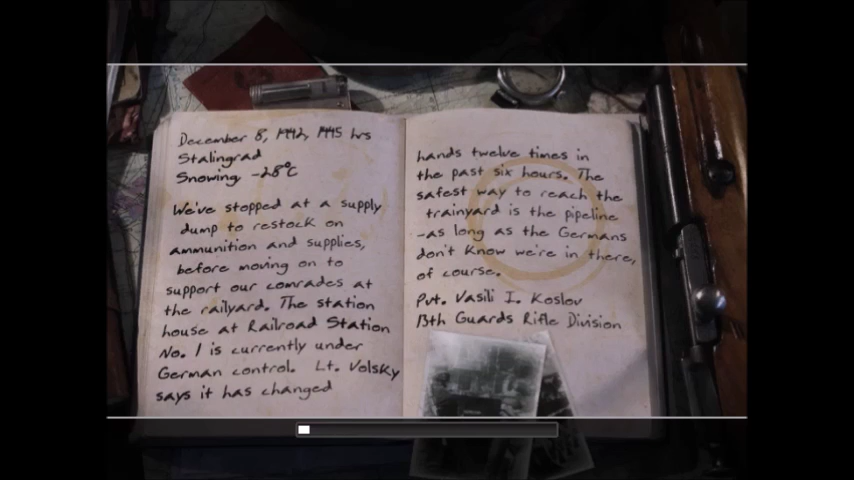 December 8, 1942, 1445 hrs
Stalingrad
Snowing, -28°C
We've stopped at a supply
dump to restock on
ammunition and supplies,
before moving on to
support our comrades at
the railyard. The station
house at Railroad Station
No. 1 is currently under
German control. Lt. Volsky
says it has changed
hands twelve times in
the past six hours. The
safest way to reach the
trainyard is the pipeline
-as long as the Germans
don't know we're in there,
of course.
Pvt. Vasili I. Koslov
13th Guards Rifle Division